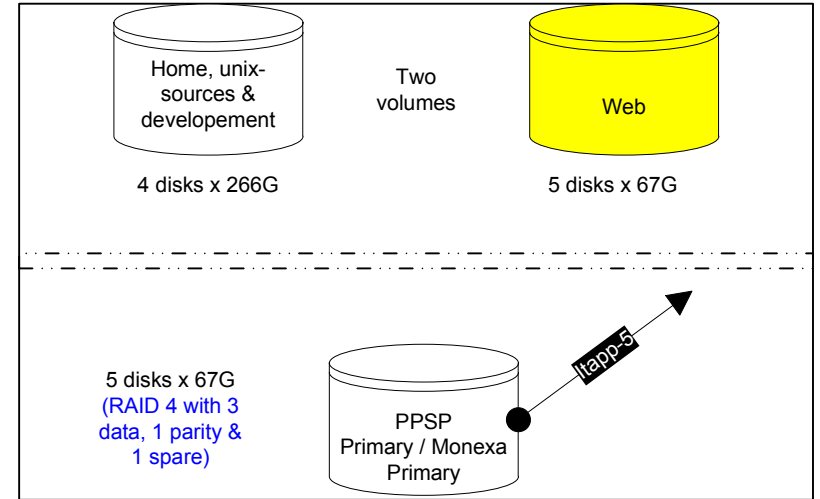 Home, unix-
sources &
developement
Two
volumes
Web
4 disks x 266G
5 disks x 67G
Itapp-5
5 disks x 67G
(RAID 4 with 3
data, 1 parity &
1 spare)
PPSP
Primary / Monexa
Primary